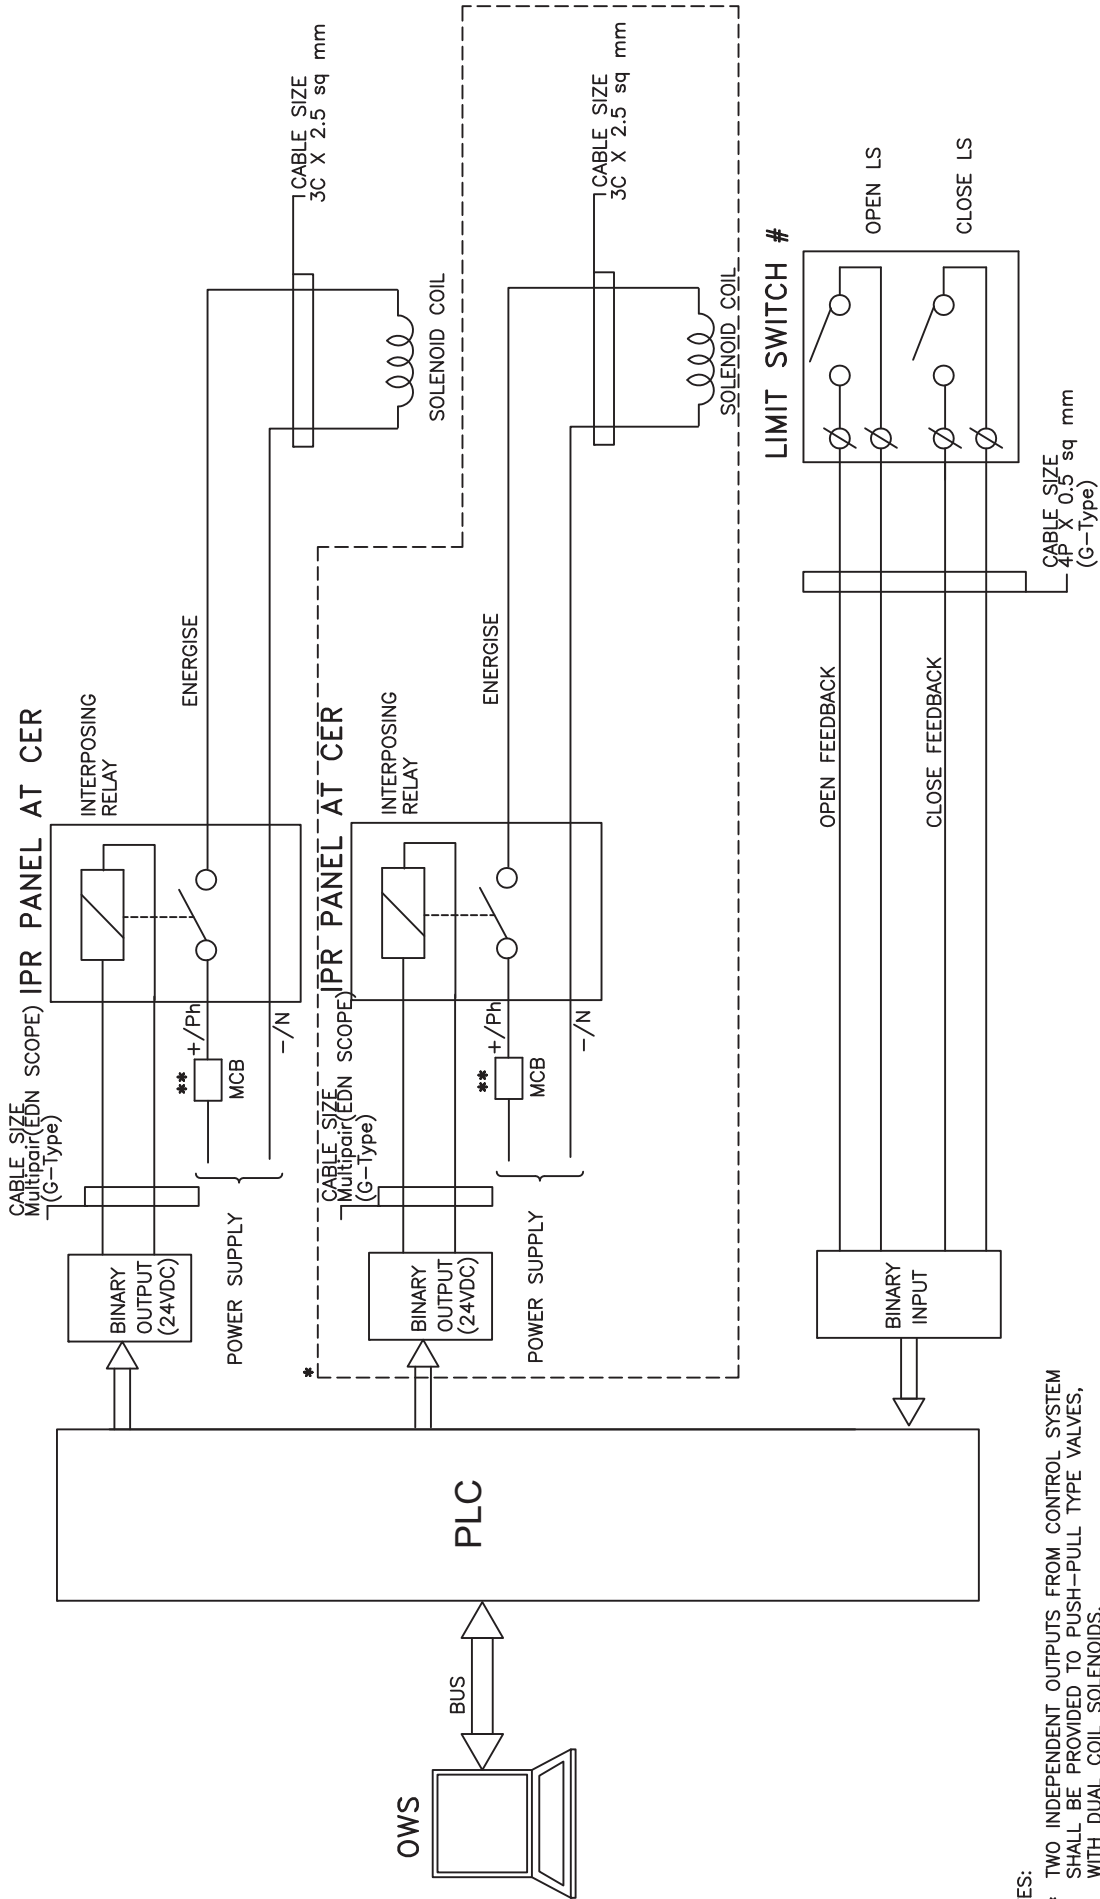 OWS
BUS
PLC
BINARY
OUTPUT
(24VDC)
CABLE SIZE
Multipair(EDN SCOPE)
(G-Type)
POWER SUPPLY
**
MCB
+/Ph
-/N
IPR PANEL AT CER
INTERPOSING
RELAY
ENERGISE
SOLENOID COIL
CABLE SIZE
3C X 2.5 sq mm
*
BINARY
OUTPUT
(24VDC)
CABLE SIZE
Multipair(EDN SCOPE)
(G-Type)
POWER SUPPLY
**
MCB
+/Ph
-/N
IPR PANEL AT CER
INTERPOSING
RELAY
ENERGISE
SOLENOID COIL
CABLE SIZE
3C X 2.5 sq mm
BINARY
INPUT
OPEN FEEDBACK
CLOSE FEEDBACK
CABLE SIZE
4P X 0.5 sq mm
(G-Type)
LIMIT SWITCH #
OPEN LS
CLOSE LS
ES:
* TWO INDEPENDENT OUTPUTS FROM CONTROL SYSTEM
SHALL BE PROVIDED TO PUSH-PULL TYPE VALVES,
WITH DUAL COIL SOLENOIDS.